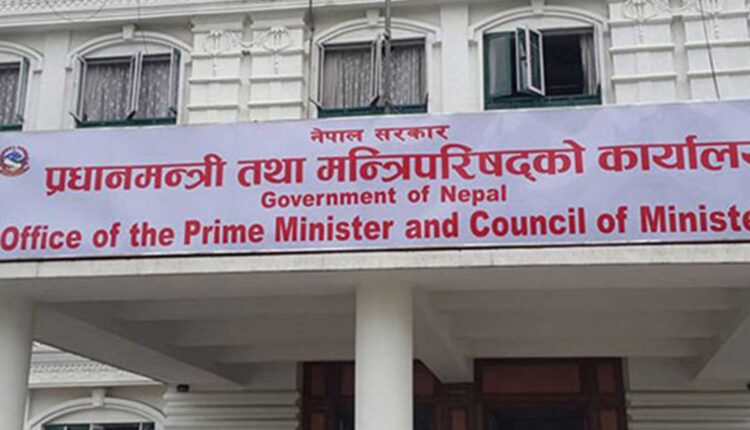 नेपाल सरकार
प्रधानमन्त्री तथा मन्त्रिपरिषद्को कार्यालय
Government of Nepal
Office of the Prime Minister and Council of Ministe